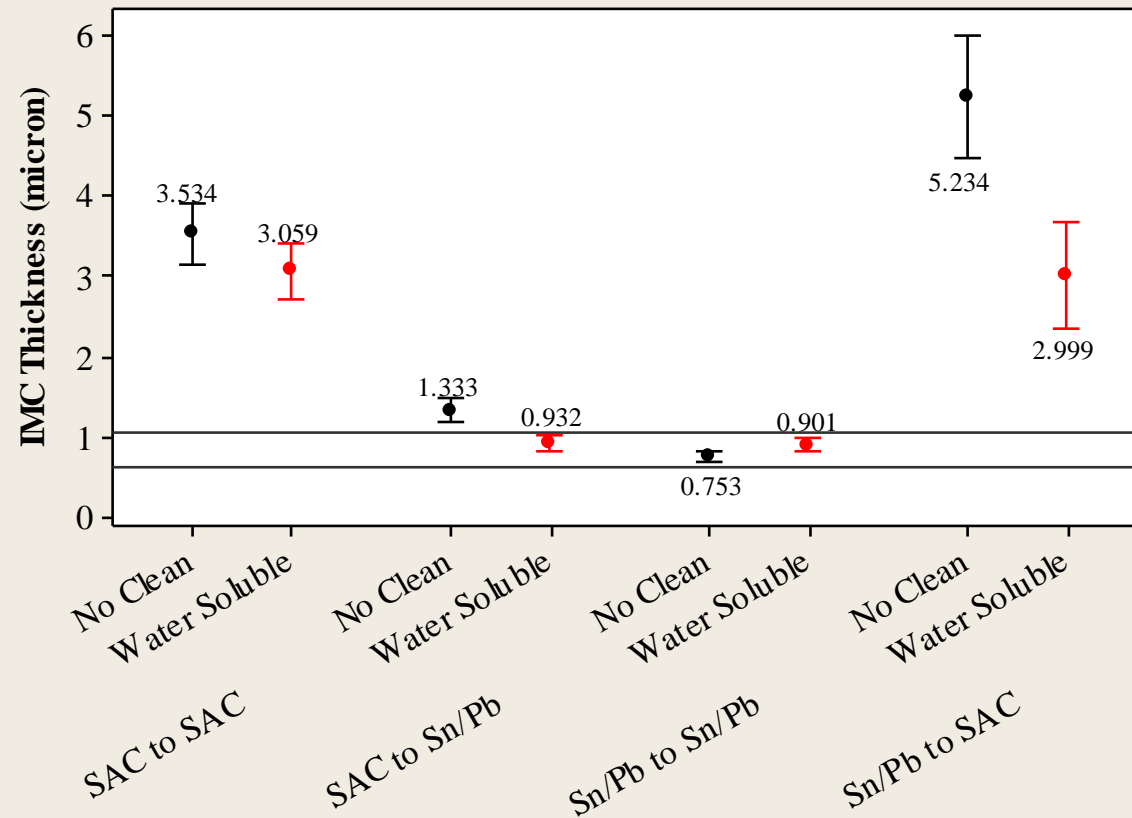 IMC Thickness (micron)
6
5
4
3
2
1
0
3.534
3.059
1.333
0.932
0.753
0.901
5.234
2.999
No Clean
Water Soluble
No Clean
Water Soluble
No Clean
Water Soluble
No Clean
Water Soluble
SAC to SAC
SAC to Sn/Pb
Sn/Pb to Sn/Pb
Sn/Pb to SAC